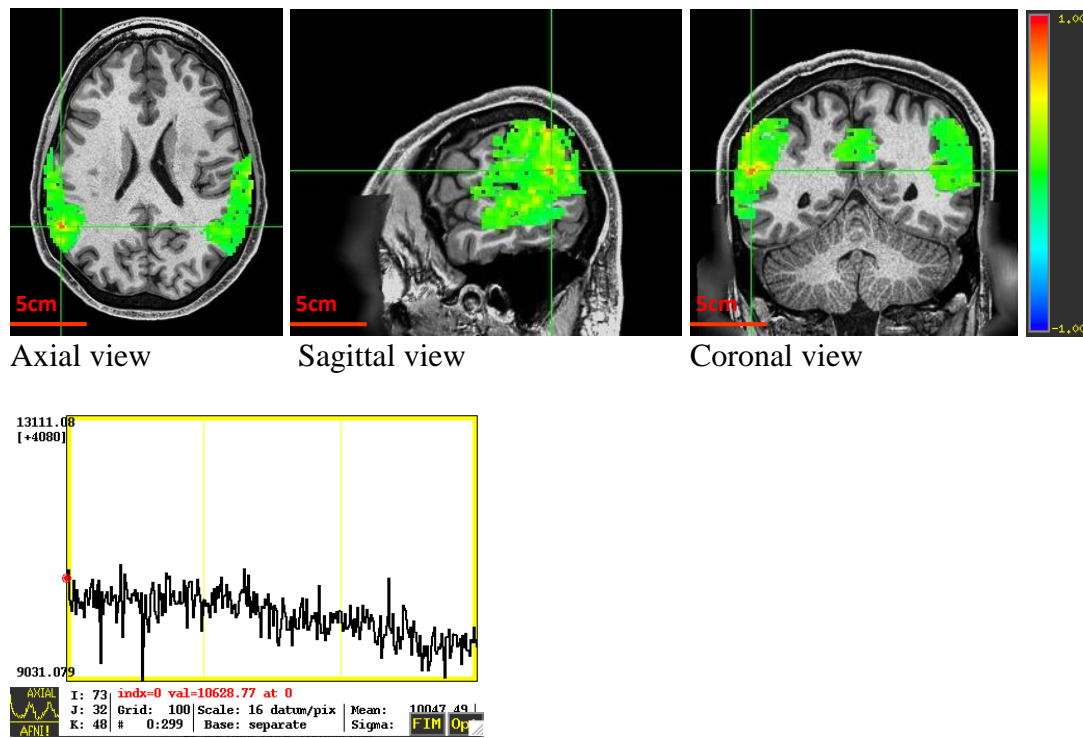 1.00
5cm
5cm
5cm
-1.00
Axial view
Sagittal view
Coronal view
13111.08
[+4080]
9031.079
AXIAL
AFNI!
I: 73
J: 32
K: 48
indx=0 val=10628.77 at 0
Grid: 100 Scale: 16 datum/pix Mean: 10047.49
# 0:299 Base: separate Sigma:
FIM